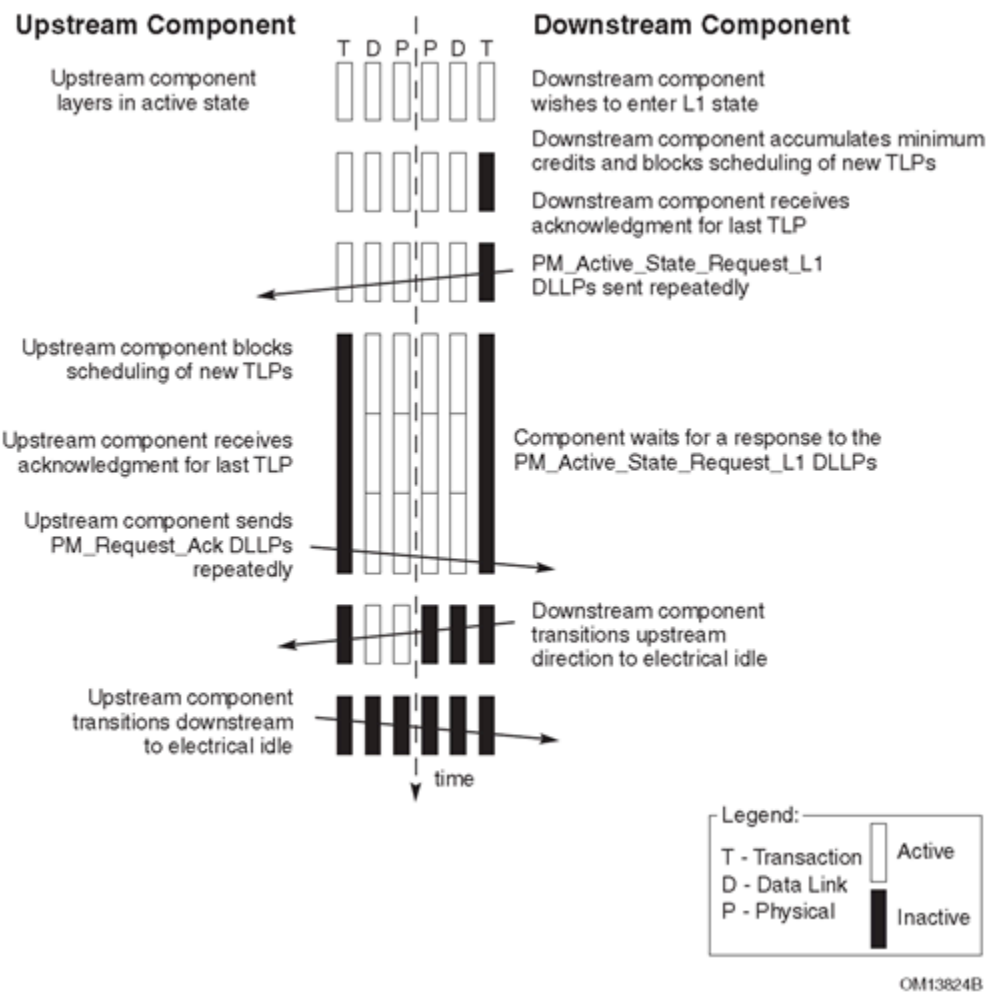 Upstream Component
Downstream Component
T D P P D T
Upstream component
layers in active state
Downstream component
wishes to enter L1 state
Downstream component accumulates minimum
credits and blocks scheduling of new TLPs
Downstream component receives
acknowledgment for last TLP
PM_Active_State_Request_L1
DLLPs sent repeatedly
Upstream component blocks
scheduling of new TLPs
Upstream component receives
acknowledgment for last TLP
Component waits for a response to the
PM_Active_State_Request_L1 DLLPs
Upstream component sends
PM_Request_Ack DLLPs
repeatedly
Downstream component
transitions upstream
direction to electrical idle
Upstream component
transitions downstream
to electrical idle
time
Legend:
T - Transaction
D - Data Link
P - Physical
Active
Inactive
OM13824B